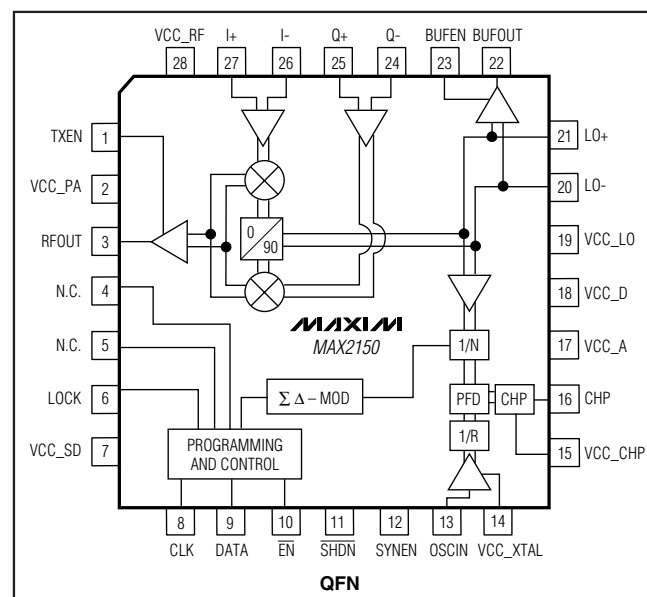 VCC_RF I+ I- Q+ Q- BUFEN BUFOUT
28 27 26 25 24 23 22
TXEN 1
21 LO+
VCC_PA 2
20 LO-
RFOUT 3
19 VCC_LO
0
90
N.C. 4
18 VCC_D
MAXIM
MAX2150
N.C. 5
1/N
17 VCC_A
LOCK 6
Σ Δ – MOD
PFD
CHP
16 CHP
1/R
VCC_SD 7
PROGRAMMING
AND CONTROL
15 VCC_CHP
8 9 10 11 12 13 14
CLK DATA E̅N̅ S̅H̅D̅N̅ SYNEN OSCIN VCC_XTAL
QFN